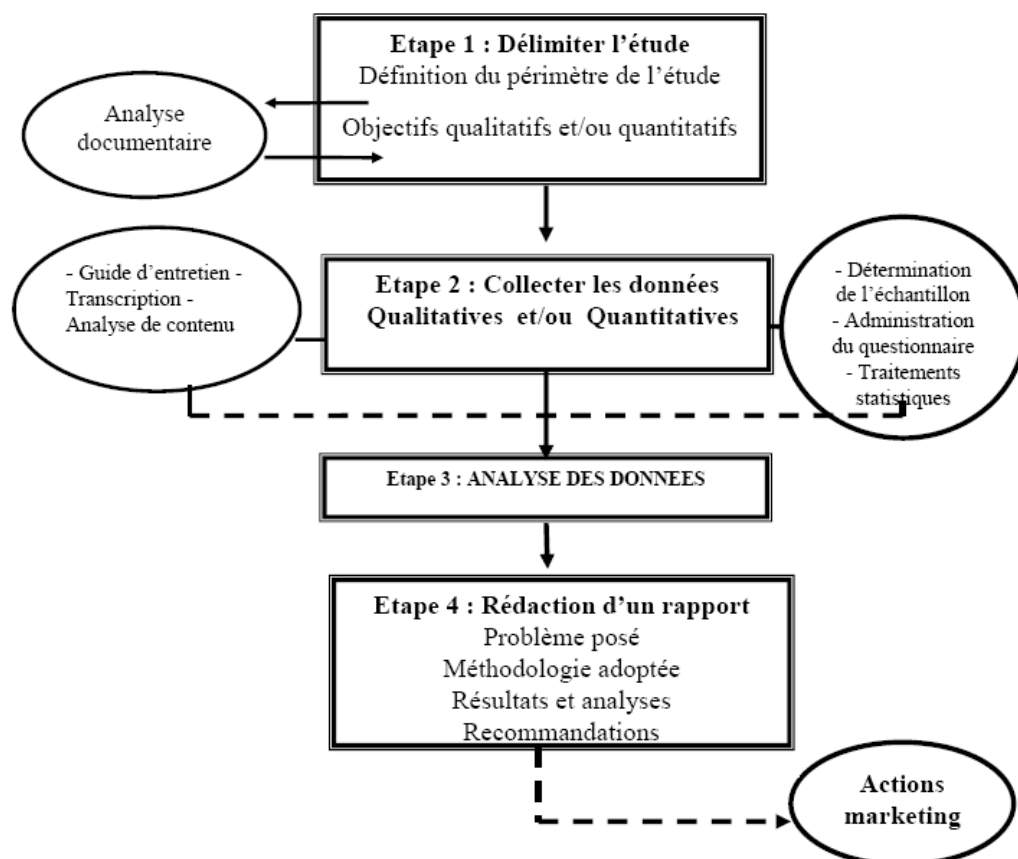 Etape 1 : Délimiter l’étude
Définition du périmètre de l’étude
Objectifs qualitatifs et/ou quantitatifs
Analyse
documentaire
- Guide d’entretien -
Transcription -
Analyse de contenu
Etape 2 : Collecter les données
Qualitatives et/ou Quantitatives
- Détermination
de l’échantillon
- Administration
du questionnaire
- Traitements
statistiques
Etape 3 : ANALYSE DES DONNEES
Etape 4 : Rédaction d’un rapport
Problème posé
Méthodologie adoptée
Résultats et analyses
Recommandations
Actions
marketing